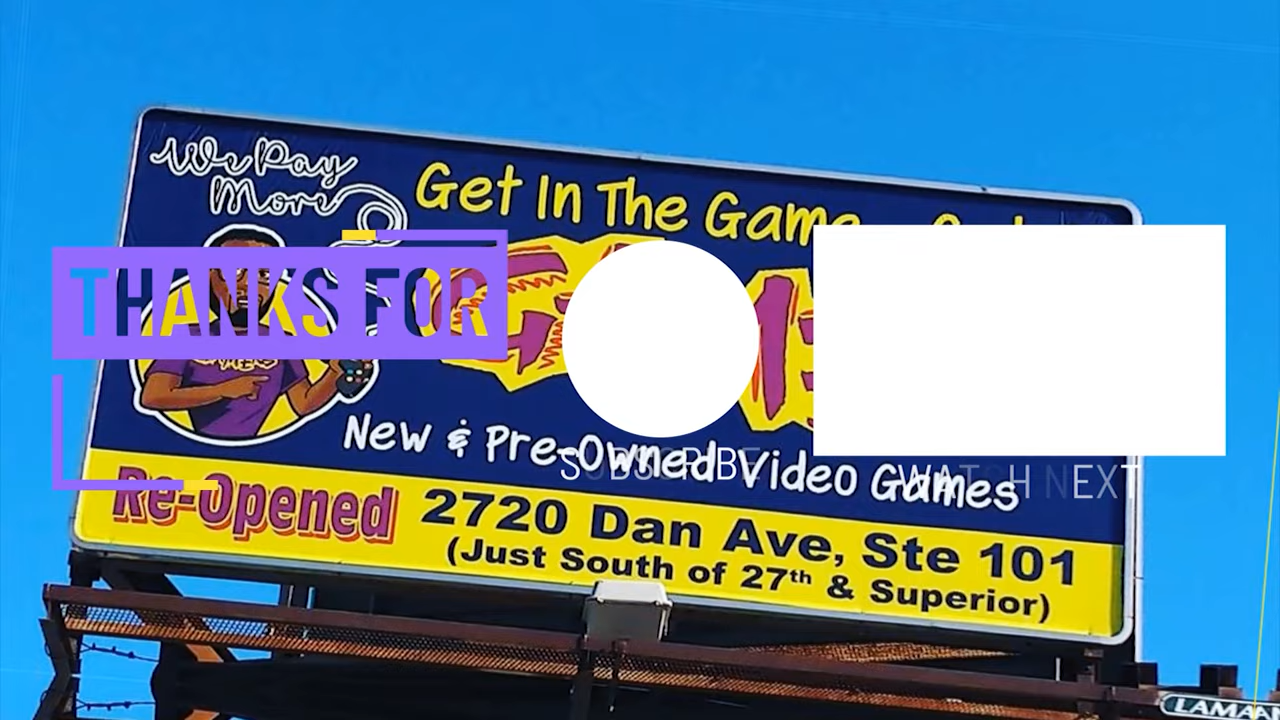 We Pay
More
Get In The Game
THANKS FOR
New & Pre-Owned Video Games
SUBSCRIBE
WATCH NEXT
Re-Opened
2720 Dan Ave, Ste 101
(Just South of 27th & Superior)